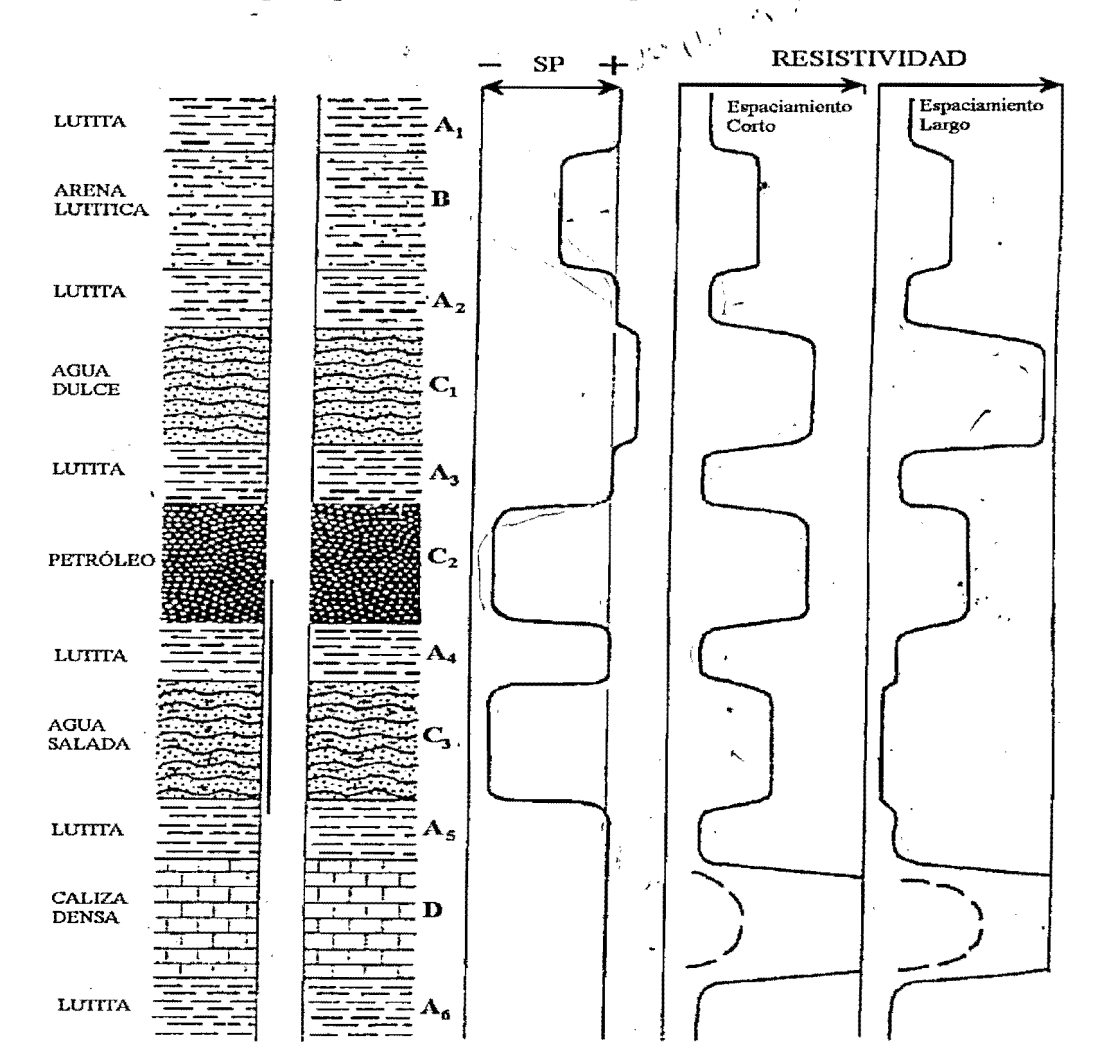 − SP +
RESISTIVIDAD
Espaciamiento
Corto
Espaciamiento
Largo
LUTITA
A1
ARENA
LUTITICA
B
LUTITA
A2
AGUA
DULCE
C1
LUTITA
A3
PETRÓLEO
C2
LUTITA
A4
AGUA
SALADA
C3
LUTITA
A5
CALIZA
DENSA
D
LUTITA
A6